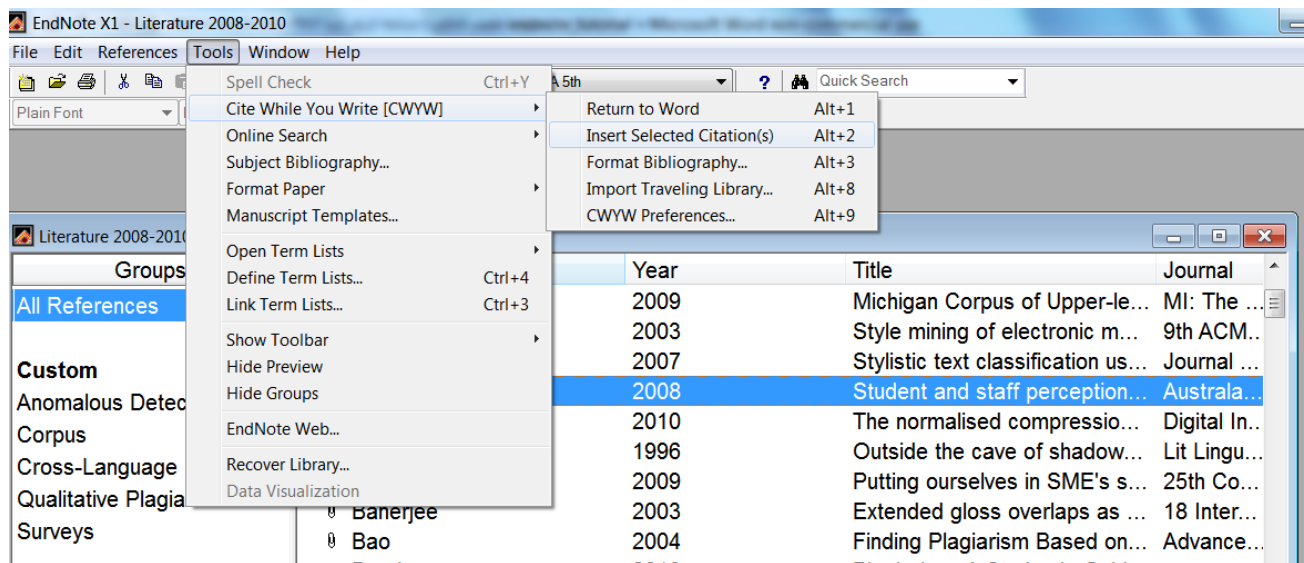 EndNote X1 - Literature 2008-2010
File Edit References Tools Window Help
A 5th ? Quick Search
Plain Font
Spell Check Ctrl+Y
Cite While You Write [CWYW]
Online Search
Subject Bibliography...
Format Paper
Manuscript Templates...
Open Term Lists
Define Term Lists... Ctrl+4
Link Term Lists... Ctrl+3
Show Toolbar
Hide Preview
Hide Groups
EndNote Web...
Recover Library...
Data Visualization
Return to Word Alt+1
Insert Selected Citation(s) Alt+2
Format Bibliography... Alt+3
Import Traveling Library... Alt+8
CWYW Preferences... Alt+9
Literature 2008-201
Groups
All References
Custom
Anomalous Detec
Corpus
Cross-Language
Qualitative Plagia
Surveys
Year Title Journal
2009 Michigan Corpus of Upper-le... MI: The ...
2003 Style mining of electronic m... 9th ACM..
2007 Stylistic text classification us... Journal ...
2008 Student and staff perception... Australa...
2010 The normalised compressio... Digital In..
1996 Outside the cave of shadow... Lit Lingu...
2009 Putting ourselves in SME's s... 25th Co...
Banerjee 2003 Extended gloss overlaps as ... 18 Inter...
Bao 2004 Finding Plagiarism Based on... Advance..